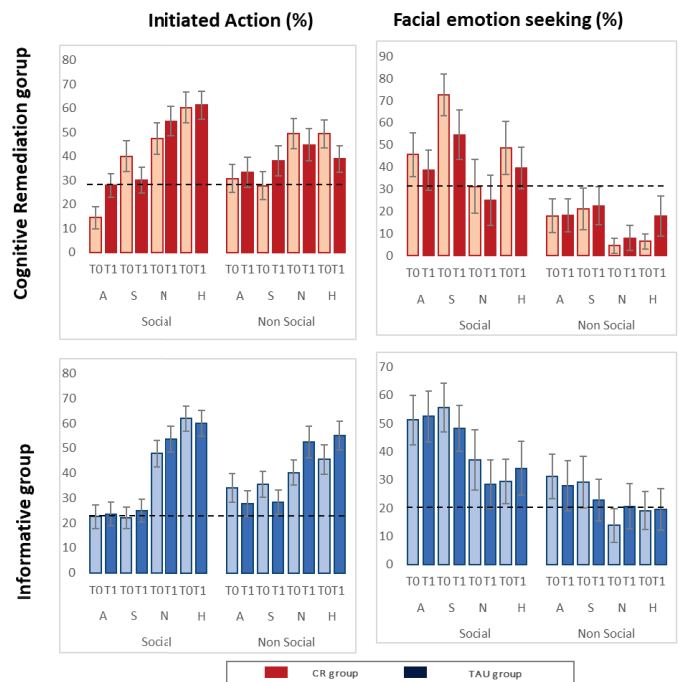 Initiated Action (%)
Facial emotion seeking (%)
Cognitive Remediation gorup
80
70
60
50
40
30
20
10
0
T0 T1 T0 T1 T0 T1 T0 T1 T0 T1 T0 T1 T0 T1 T0 T1
A S N H A S N H
Social Non Social
90
80
70
60
50
40
30
20
10
0
T0 T1 T0 T1 T0 T1 T0 T1 T0 T1 T0 T1 T0 T1 T0 T1
A S N H A S N H
Social Non Social
Informative group
80
70
60
50
40
30
20
10
0
T0 T1 T0 T1 T0 T1 T0 T1 T0 T1 T0 T1 T0 T1 T0 T1
A S N H A S N H
Social Non Social
70
60
50
40
30
20
10
0
T0 T1 T0 T1 T0 T1 T0 T1 T0 T1 T0 T1 T0 T1 T0 T1
A S N H A S N H
Social Non Social
CR group TAU group